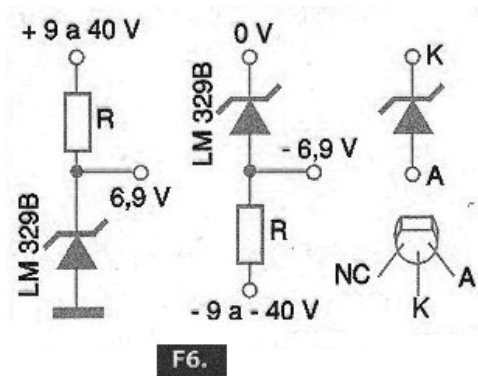 + 9 a 40 V
R
6,9 V
LM 329B
0 V
LM 329B
- 6,9 V
R
- 9 a - 40 V
K
A
NC
K
A
F6.